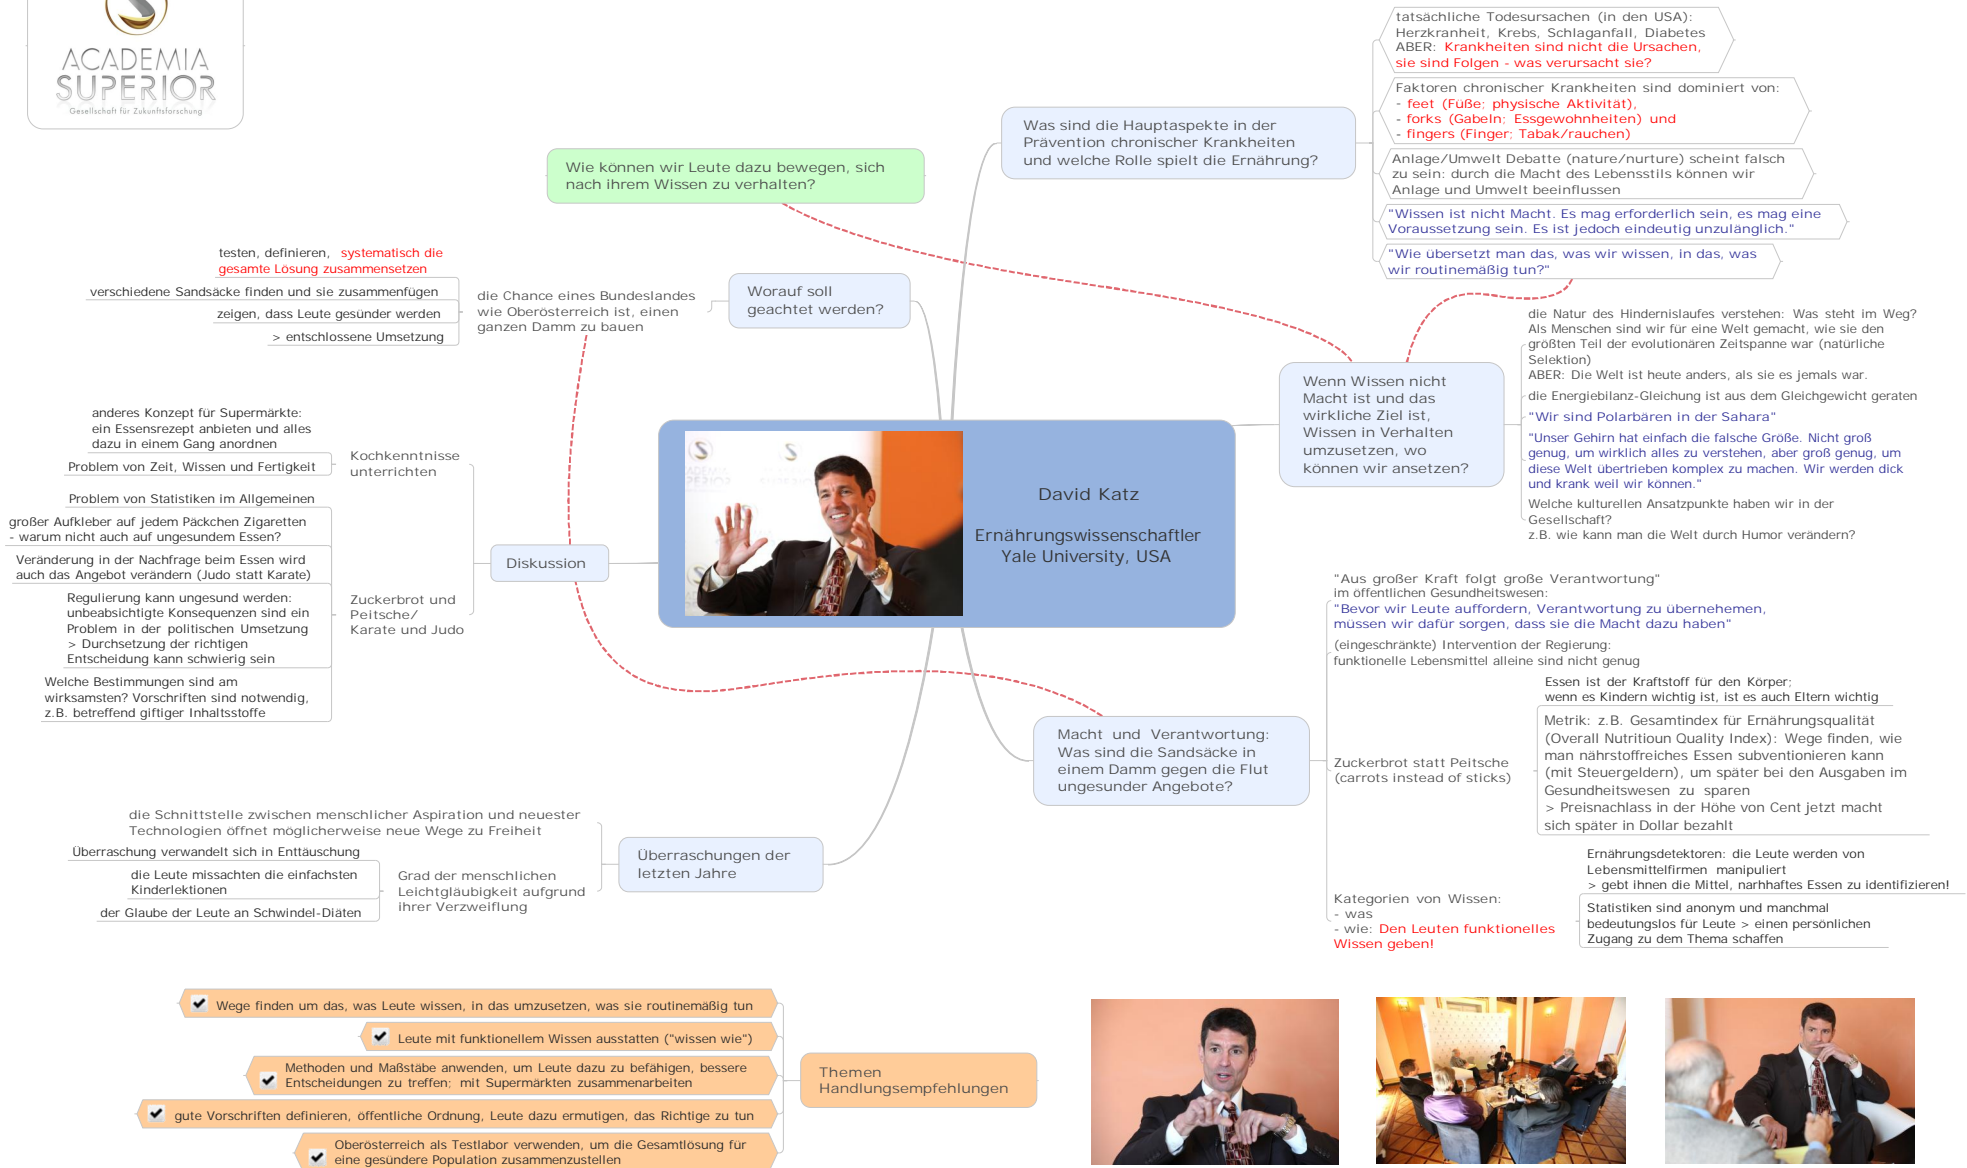 ACADEMIA
SUPERIOR
Gesellschaft für Zukunftsforschung
Wie können wir Leute dazu bewegen, sich
nach ihrem Wissen zu verhalten?
Was sind die Hauptaspekte in der
Prävention chronischer Krankheiten
und welche Rolle spielt die Ernährung?
tatsächliche Todesursachen (in den USA):
Herzkranheit, Krebs, Schlaganfall, Diabetes
ABER: Krankheiten sind nicht die Ursachen,
sie sind Folgen - was verursacht sie?
Faktoren chronischer Krankheiten sind dominiert von:
- feet (Füße: physische Aktivität),
- forks (Gabeln: Essgewohnheiten) und
- fingers (Finger: Tabak/rauchen)
Anlage/Umwelt Debatte (nature/nurture) scheint falsch
zu sein: durch die Macht des Lebensstils können wir
Anlage und Umwelt beeinflussen
"Wissen ist nicht Macht. Es mag erforderlich sein, es mag eine
Voraussetzung sein. Es ist jedoch eindeutig unzulänglich."
"Wie übersetzt man das, was wir wissen, in das, was
wir routinemäßig tun?"
Worauf soll
geachtet werden?
die Chance eines Bundeslandes
wie Oberösterreich ist, einen
ganzen Damm zu bauen
testen, definieren, systematisch die
gesamte Lösung zusammensetzen
verschiedene Sandsäcke finden und sie zusammenfügen
zeigen, dass Leute gesünder werden
> entschlossene Umsetzung
Wenn Wissen nicht
Macht ist und das
wirkliche Ziel ist,
Wissen in Verhalten
umzusetzen, wo
können wir ansetzen?
die Natur des Hindernislaufes verstehen: Was steht im Weg?
Als Menschen sind wir für eine Welt gemacht, wie sie den
größten Teil der evolutionären Zeitspanne war (natürliche
Selektion)
ABER: Die Welt ist heute anders, als sie es jemals war.
die Energiebilanz-Gleichung ist aus dem Gleichgewicht geraten
"Wir sind Polarbären in der Sahara"
"Unser Gehirn hat einfach die falsche Größe. Nicht groß
genug, um wirklich alles zu verstehen, aber groß genug, um
diese Welt übertrieben komplex zu machen. Wir werden dick
und krank weil wir können."
Welche kulturellen Ansatzpunkte haben wir in der
Gesellschaft?
z.B. wie kann man die Welt durch Humor verändern?
David Katz
Ernährungswissenschaftler
Yale University, USA
Diskussion
Kochkenntnisse
unterrichten
anderes Konzept für Supermärkte:
ein Essensrezept anbieten und alles
dazu in einem Gang anordnen
Problem von Zeit, Wissen und Fertigkeit
Zuckerbrot und
Peitsche/
Karate und Judo
Problem von Statistiken im Allgemeinen
großer Aufkleber auf jedem Päckchen Zigaretten
- warum nicht auch auf ungesundem Essen?
Veränderung in der Nachfrage beim Essen wird
auch das Angebot verändern (Judo statt Karate)
Regulierung kann ungesund werden:
unbeabsichtigte Konsequenzen sind ein
Problem in der politischen Umsetzung
> Durchsetzung der richtigen
Entscheidung kann schwierig sein
Welche Bestimmungen sind am
wirksamsten? Vorschriften sind notwendig,
z.B. betreffend giftiger Inhaltsstoffe
Macht und Verantwortung:
Was sind die Sandsäcke in
einem Damm gegen die Flut
ungesunder Angebote?
"Aus großer Kraft folgt große Verantwortung"
im öffentlichen Gesundheitswesen:
"Bevor wir Leute auffordern, Verantwortung zu übernehemen,
müssen wir dafür sorgen, dass sie die Macht dazu haben"
(eingeschränkte) Intervention der Regierung:
funktionelle Lebensmittel alleine sind nicht genug
Zuckerbrot statt Peitsche
(carrots instead of sticks)
Essen ist der Kraftstoff für den Körper;
wenn es Kindern wichtig ist, ist es auch Eltern wichtig
Metrik: z.B. Gesamtindex für Ernährungsqualität
(Overall Nutritioun Quality Index): Wege finden, wie
man nährstoffreiches Essen subventionieren kann
(mit Steuergeldern), um später bei den Ausgaben im
Gesundheitswesen zu sparen
> Preisnachlass in der Höhe von Cent jetzt macht
sich später in Dollar bezahlt
Kategorien von Wissen:
- was
- wie: Den Leuten funktionelles
Wissen geben!
Ernährungsdetektoren: die Leute werden von
Lebensmittelfirmen manipuliert
> gebt ihnen die Mittel, narhhaftes Essen zu identifizieren!
Statistiken sind anonym und manchmal
bedeutungslos für Leute > einen persönlichen
Zugang zu dem Thema schaffen
Überraschungen der
letzten Jahre
die Schnittstelle zwischen menschlicher Aspiration und neuester
Technologien öffnet möglicherweise neue Wege zu Freiheit
Grad der menschlichen
Leichtgläubigkeit aufgrund
ihrer Verzweiflung
Überraschung verwandelt sich in Enttäuschung
die Leute missachten die einfachsten
Kinderlektionen
der Glaube der Leute an Schwindel-Diäten
Themen
Handlungsempfehlungen
Wege finden um das, was Leute wissen, in das umzusetzen, was sie routinemäßig tun
Leute mit funktionellem Wissen ausstatten ("wissen wie")
Methoden und Maßstäbe anwenden, um Leute dazu zu befähigen, bessere
Entscheidungen zu treffen; mit Supermärkten zusammenarbeiten
gute Vorschriften definieren, öffentliche Ordnung, Leute dazu ermutigen, das Richtige zu tun
Oberösterreich als Testlabor verwenden, um die Gesamtlösung für
eine gesündere Population zusammenzustellen